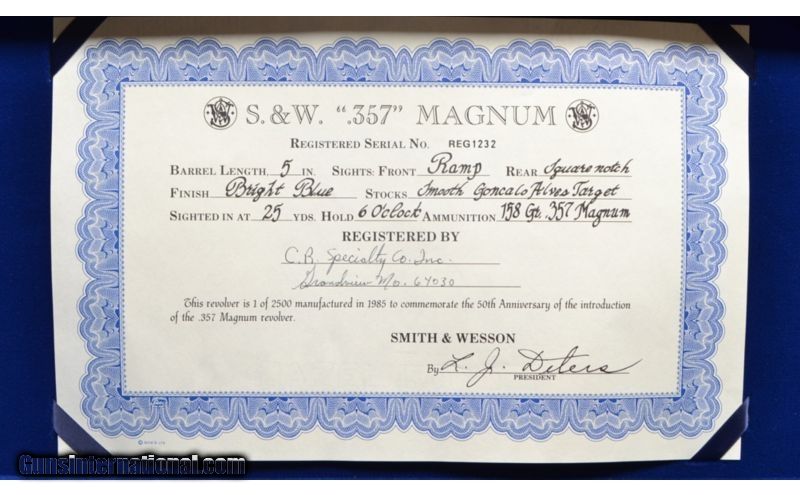 S. & W. ".357" MAGNUM
REGISTERED SERIAL NO. REG1232
BARREL LENGTH, 5 IN. SIGHTS: FRONT Ramp REAR Square notch
FINISH Bright Blue STOCKS Smooth Goncalo Alves Target
SIGHTED IN AT 25 YDS. HOLD 6 O'clock AMMUNITION 158 Gr. .357 Magnum
REGISTERED BY
C.R. Specialty Co. Inc.
Grandview Mo. 64030
This revolver is 1 of 2500 manufactured in 1985 to commemorate the 50th Anniversary of the introduction
of the .357 Magnum revolver.
SMITH & WESSON
By L. J. Deters
PRESIDENT
GunsInternational.com